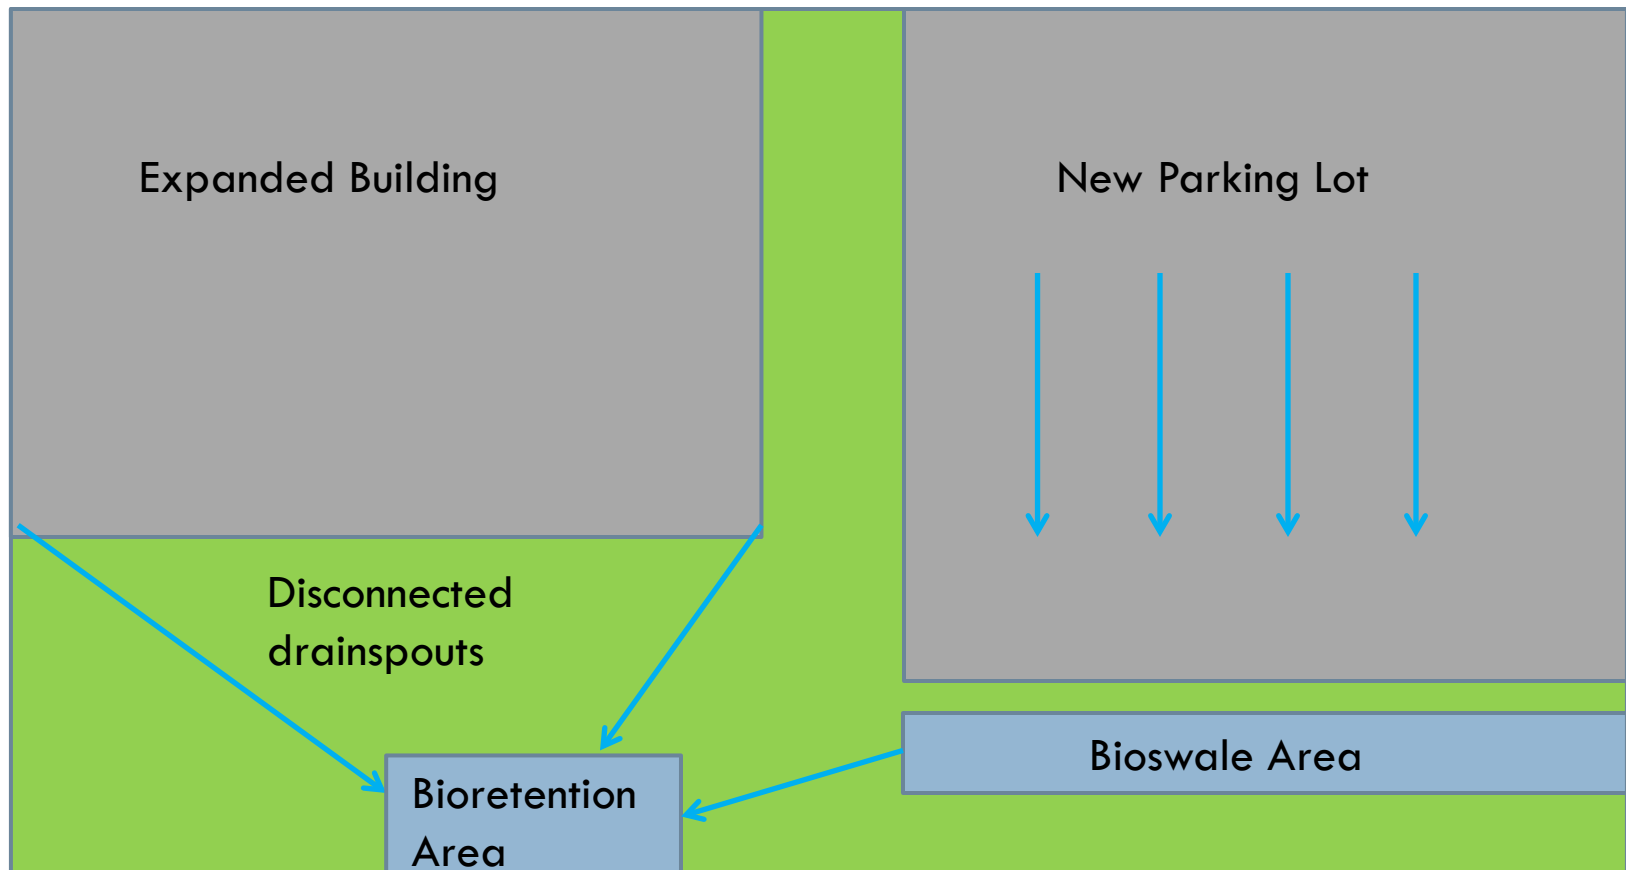 Expanded Building
New Parking Lot
Disconnected
drainspouts
Bioswale Area
Bioretention
Area